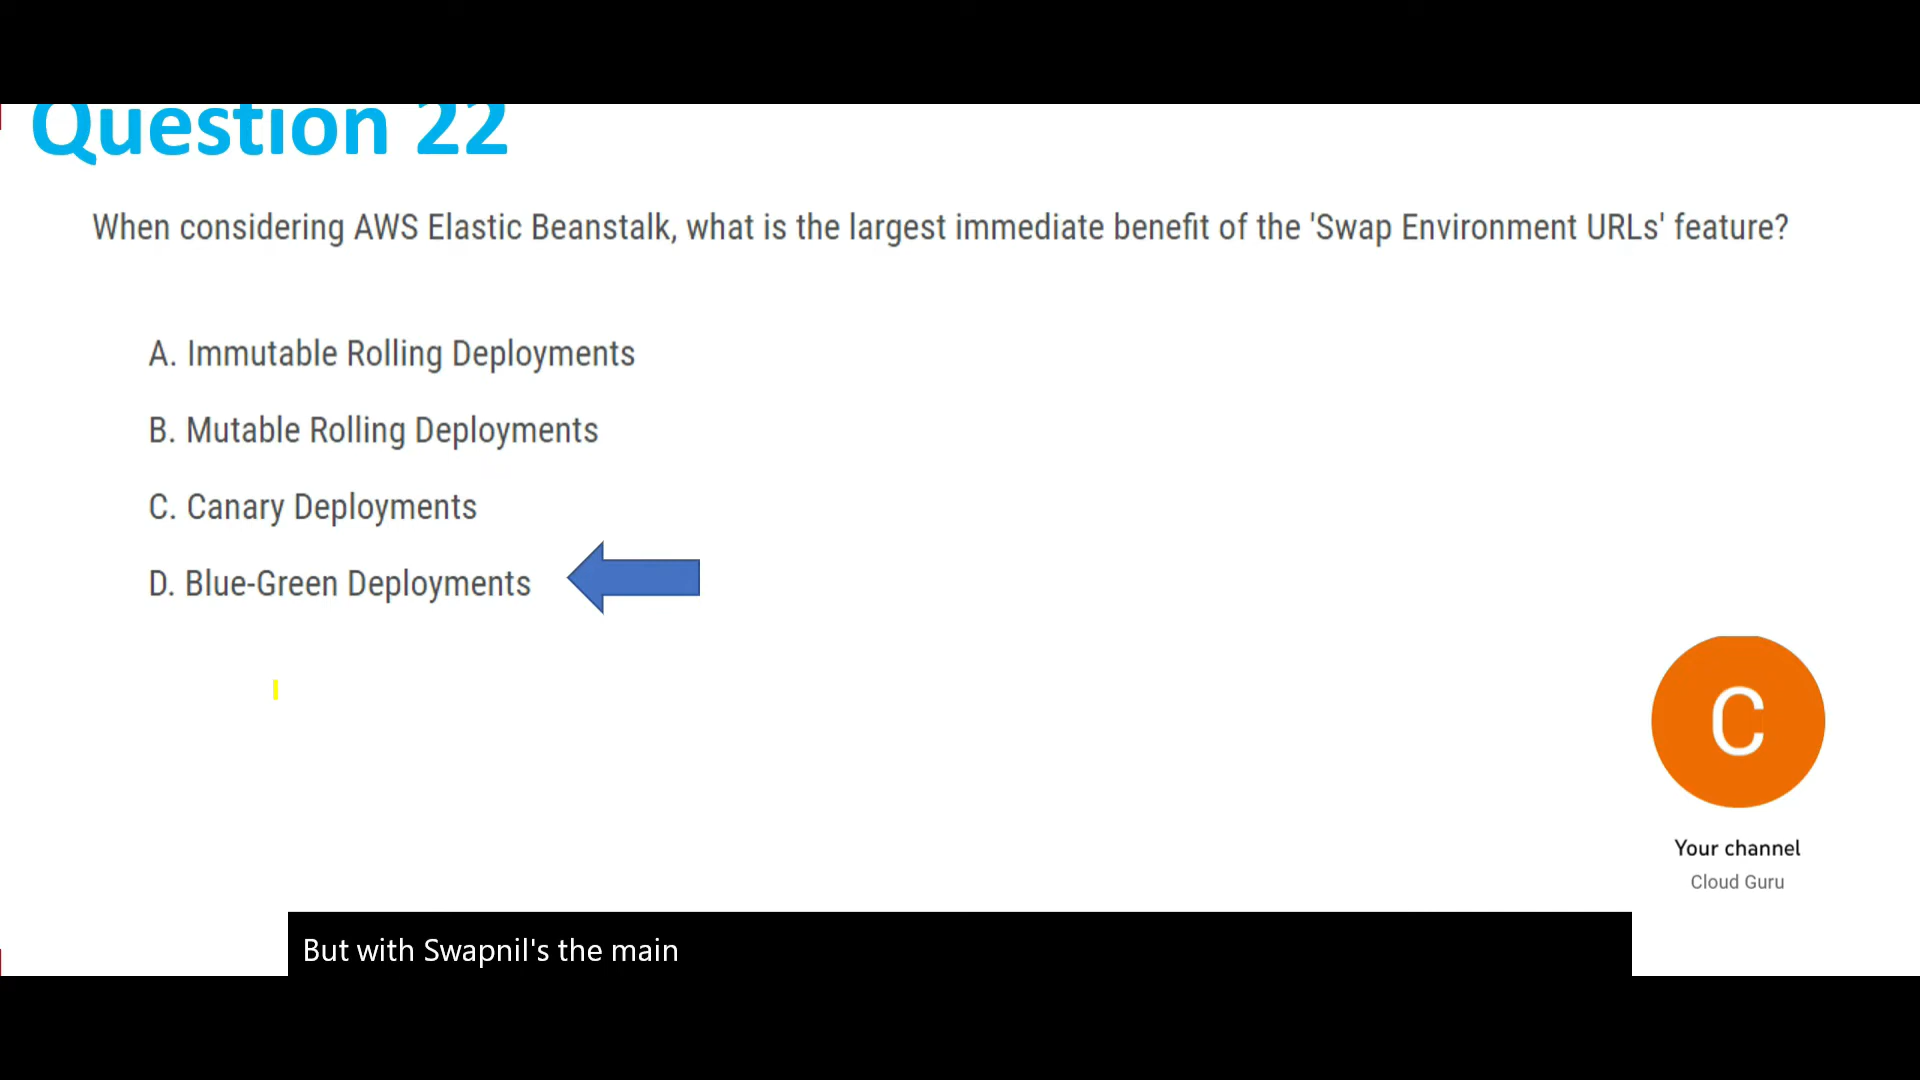 Question 22
When considering AWS Elastic Beanstalk, what is the largest immediate benefit of the 'Swap Environment URLs' feature?
A. Immutable Rolling Deployments
B. Mutable Rolling Deployments
C. Canary Deployments
D. Blue-Green Deployments
C
Your channel
Cloud Guru
But with Swapnil's the main